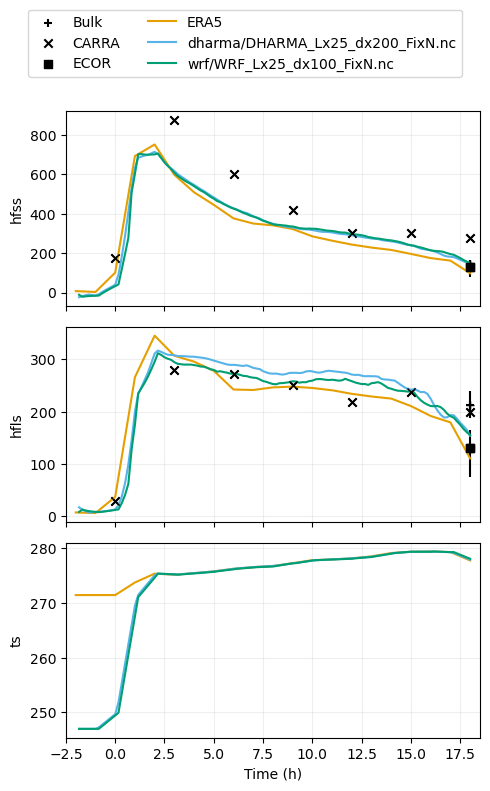 Bulk
CARRA
ECOR
ERA5
dharma/DHARMA_Lx25_dx200_FixN.nc
wrf/WRF_Lx25_dx100_FixN.nc
800
600
400
200
0
hfss
300
200
100
0
hfls
280
270
260
250
ts
−2.5 0.0 2.5 5.0 7.5 10.0 12.5 15.0 17.5
Time (h)